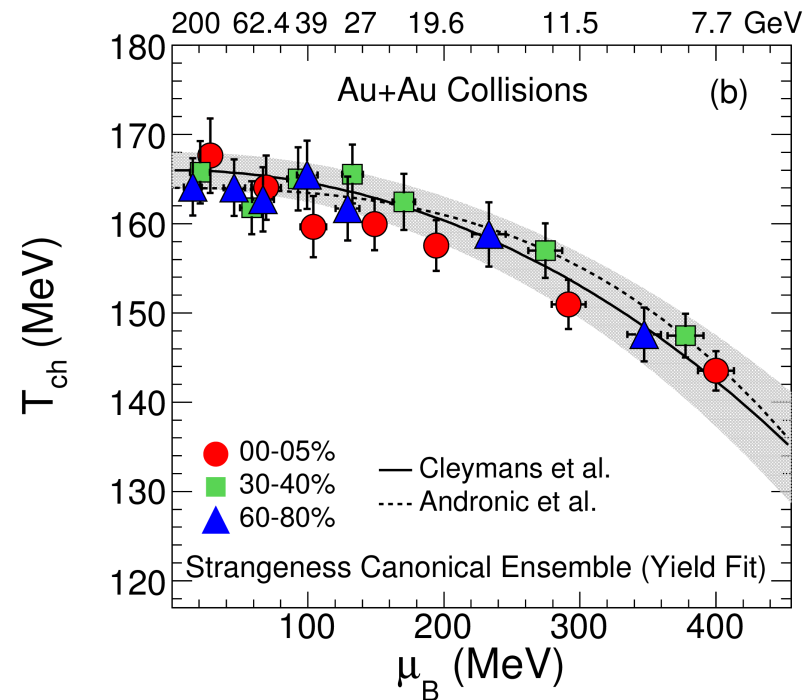 200 62.4 39 27 19.6 11.5 7.7 GeV
180
170
160
150
140
130
120
T_ch (MeV)
Au+Au Collisions (b)
00-05%
30-40%
60-80%
Cleymans et al.
Andronic et al.
Strangeness Canonical Ensemble (Yield Fit)
100 200 300 400
μ_B (MeV)